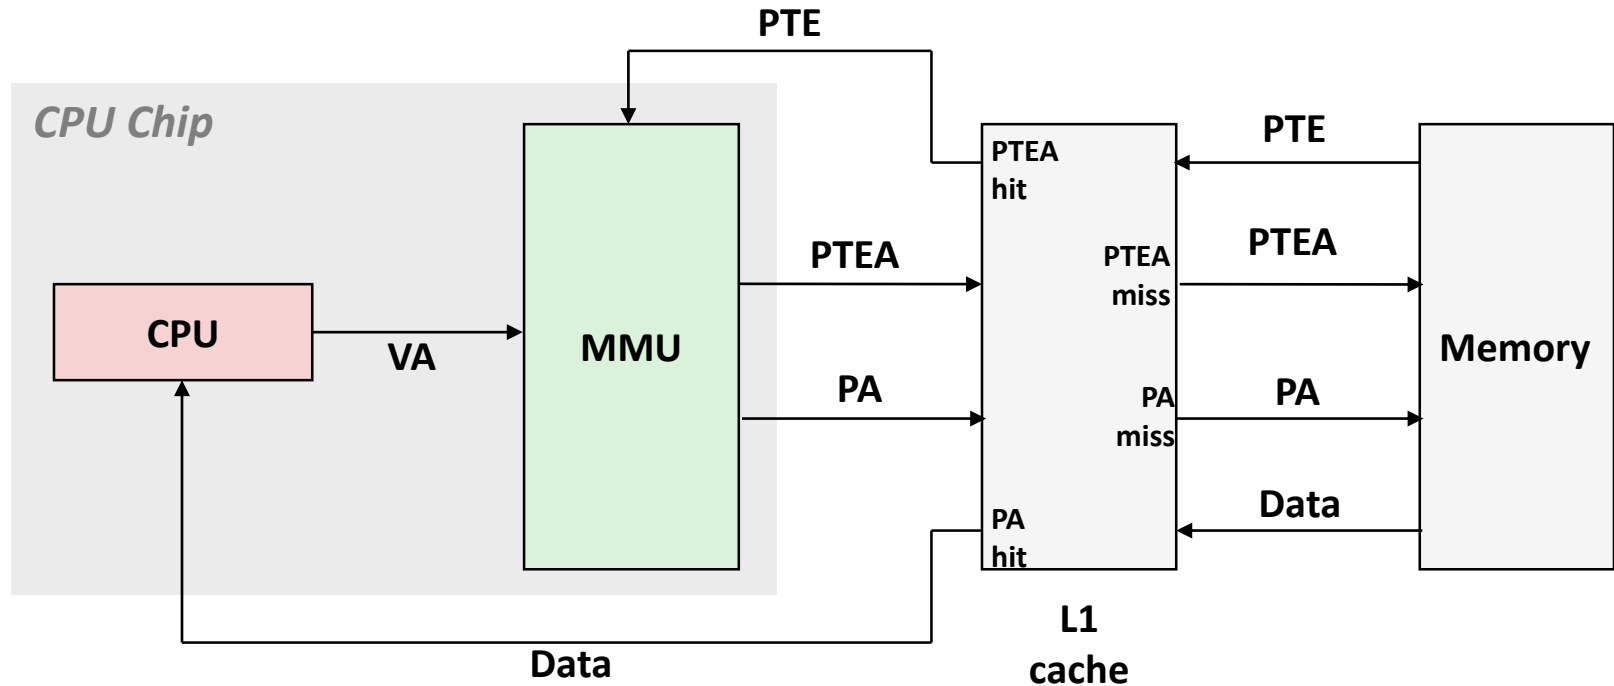 PTE
CPU Chip
PTEA
hit
PTE
PTEA
PTEA
miss
PTEA
CPU
VA
MMU
Memory
PA
PA
miss
PA
PA
hit
Data
Data
L1
cache